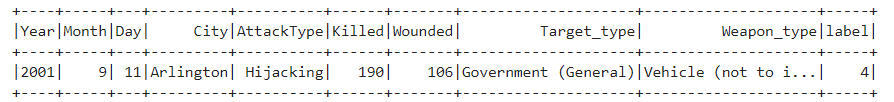 +----+-----+---+---------+----------+------+-------+--------------------+--------------------+-----+
|Year|Month|Day|     City|AttackType|Killed|Wounded|         Target_type|         Weapon_type|label|
+----+-----+---+---------+----------+------+-------+--------------------+--------------------+-----+
|2001|    9| 11|Arlington| Hijacking|   190|    106|Government (General)|Vehicle (not to i...|    4|
+----+-----+---+---------+----------+------+-------+--------------------+--------------------+-----+